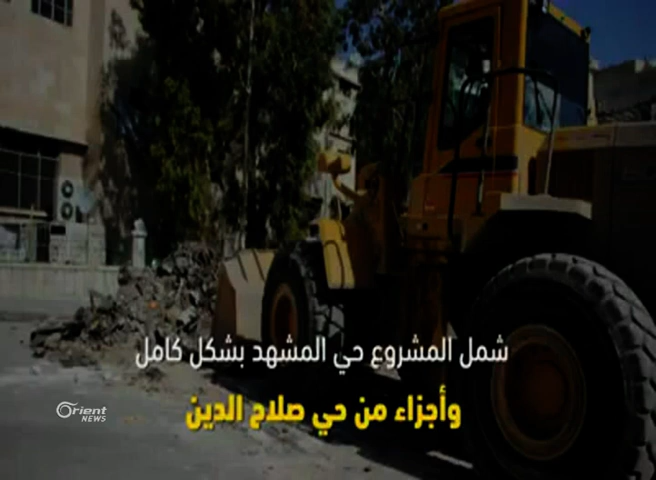 شمل المشروع حي المشهد بشكل كامل
وأجزاء من حي صلاح الدين
Orient
NEWS